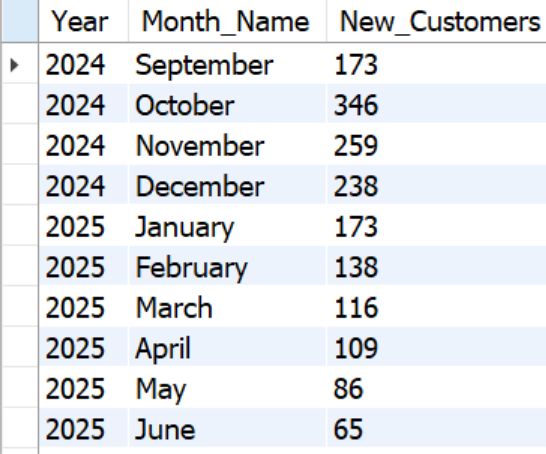 Year Month_Name New_Customers
2024 September 173
2024 October 346
2024 November 259
2024 December 238
2025 January 173
2025 February 138
2025 March 116
2025 April 109
2025 May 86
2025 June 65